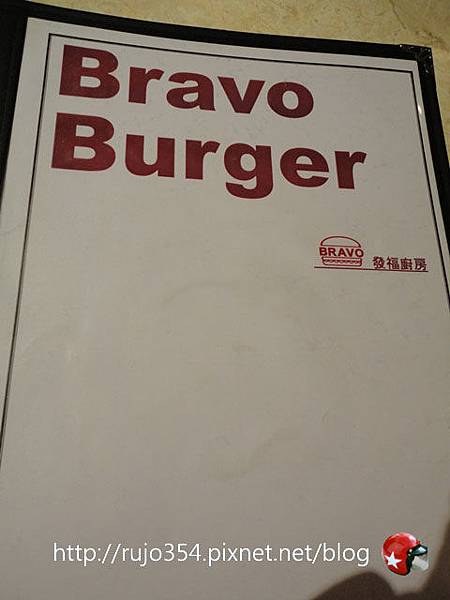 Bravo
Burger
BRAVO
發福廚房
http://rujo354.pixnet.net/blog